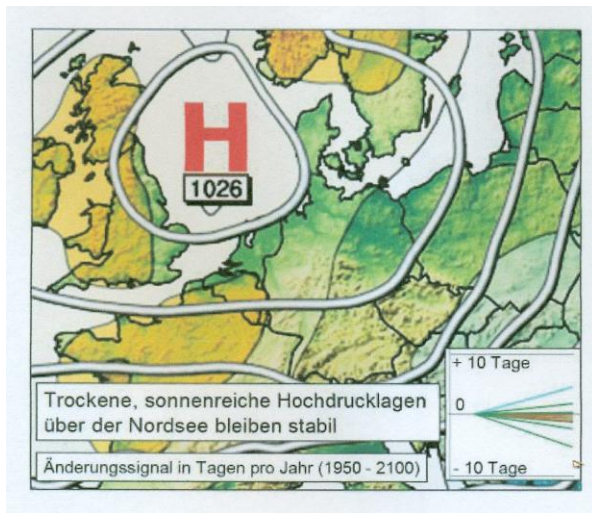 H
1026
Trockene, sonnenreiche Hochdrucklagen
über der Nordsee bleiben stabil
Änderungssignal in Tagen pro Jahr (1950 - 2100)
+ 10 Tage
0
- 10 Tage